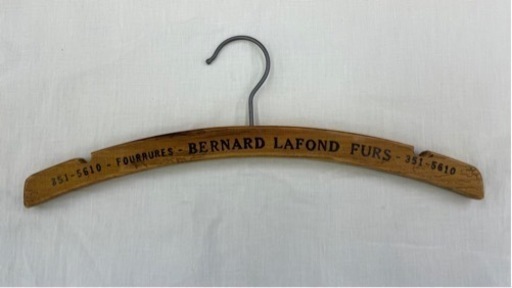 351-5610 - FOURRURES - BERNARD LAFOND FURS - 351-5610